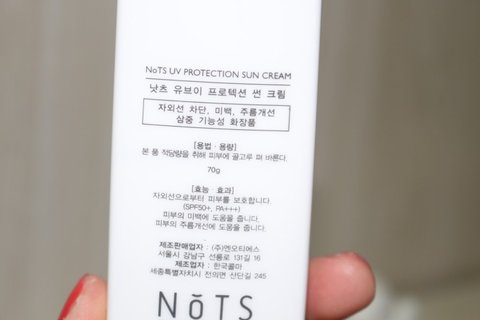 NoTS UV PROTECTION SUN CREAM
낫츠 유브이 프로텍션 썬 크림
자외선 차단, 미백, 주름개선
삼중 기능성 화장품
[용법 · 용량]
본 품 적당량을 취해 피부에 골고루 펴 바른다.
70g
[효능 · 효과]
자외선으로부터 피부를 보호합니다.
(SPF50+, PA+++)
피부의 미백에 도움을 줍니다.
피부의 주름개선에 도움을 줍니다.
제조판매업자 : (주)엔오티에스
서울시 강남구 선릉로 131길 16
제조업자 : 한국콜마
세종특별자치시 전의면 산단길 245
NŏTS